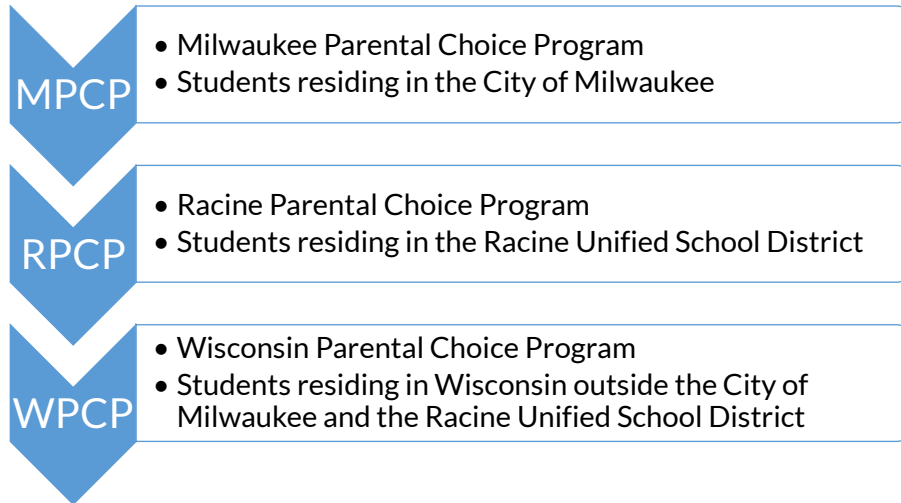 MPCP
• Milwaukee Parental Choice Program
• Students residing in the City of Milwaukee
RPCP
• Racine Parental Choice Program
• Students residing in the Racine Unified School District
WPCP
• Wisconsin Parental Choice Program
• Students residing in Wisconsin outside the City of
Milwaukee and the Racine Unified School District